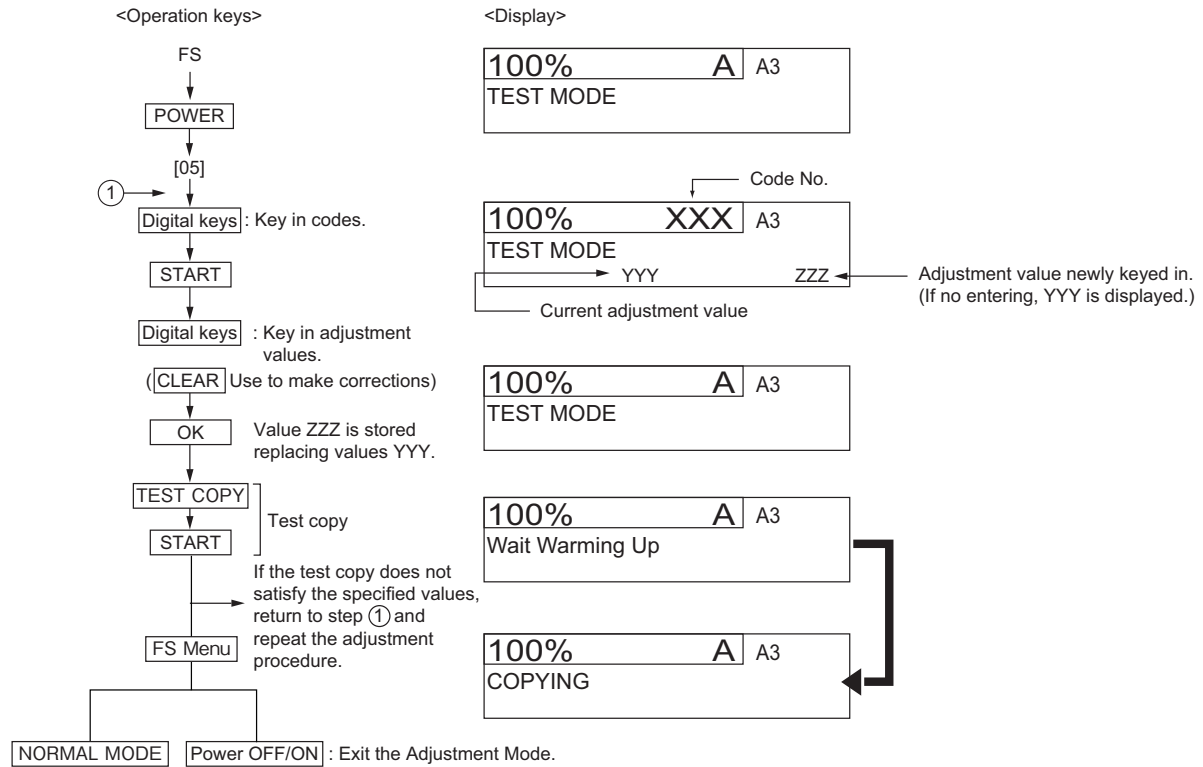 <Operation keys>
FS
POWER
[05]
1
Digital keys : Key in codes.
START
Digital keys : Key in adjustment
values.
(CLEAR Use to make corrections)
OK
Value ZZZ is stored
replacing values YYY.
TEST COPY
START
Test copy
If the test copy does not
satisfy the specified values,
return to step 1 and
repeat the adjustment
procedure.
FS Menu
NORMAL MODE
Power OFF/ON : Exit the Adjustment Mode.
<Display>
100% A A3
TEST MODE
Code No.
100% XXX A3
TEST MODE
YYY ZZZ
Adjustment value newly keyed in.
(If no entering, YYY is displayed.)
Current adjustment value
100% A A3
TEST MODE
100% A A3
Wait Warming Up
100% A A3
COPYING